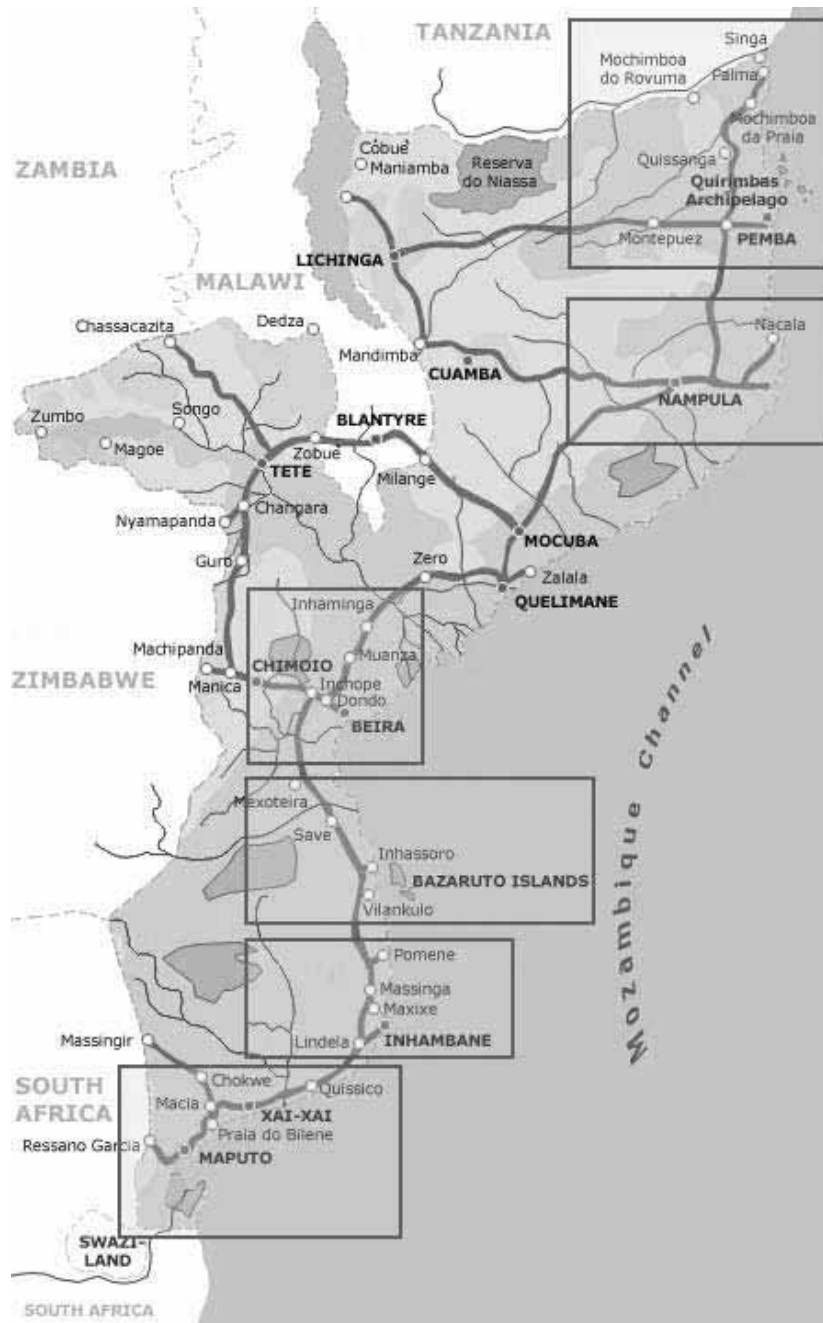 TANZANIA
Singa
Mochimboa
do Rovuma
Palma
Mochimboa
da Praia
Côbuè
Maniamba
Reserva
do Niassa
Quissanga
ZAMBIA
Quirimbas
Archipelago
Montepuez
PEMBA
LICHINGA
MALAWI
Chassacazita
Dedza
Nacala
Mandimba
CUAMBA
NAMPULA
Zumbo
Songo
BLANTYRE
Magoe
Zobué
TETE
Milange
Nyamapanda
Changara
MOCUBA
Guro
Zero
Zalala
QUELIMANE
Inhaminga
Machipanda
CHIMOIO
Muanza
ZIMBABWE
Manica
Inchope
Dondo
BEIRA
Mozambique Channel
Mexoteira
Save
Inhassoro
BAZARUTO ISLANDS
Vilankulo
Pomene
Massinga
Maxixe
Massingir
Lindela
INHAMBANE
SOUTH
AFRICA
Chokwe
Quissico
Macia
XAI-XAI
Praia do Bilene
Ressano Garcia
MAPUTO
SWAZI-
LAND
SOUTH AFRICA